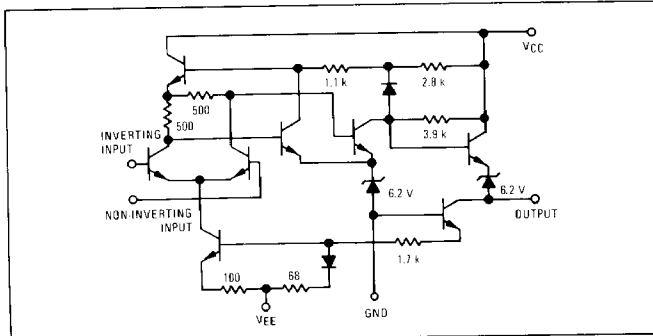 VCC
1.1 k
2.8 k
500
500
3.9 k
INVERTING
INPUT
6.2 V
6.2 V
NON-INVERTING
INPUT
OUTPUT
1.7 k
100
68
VEE
GND